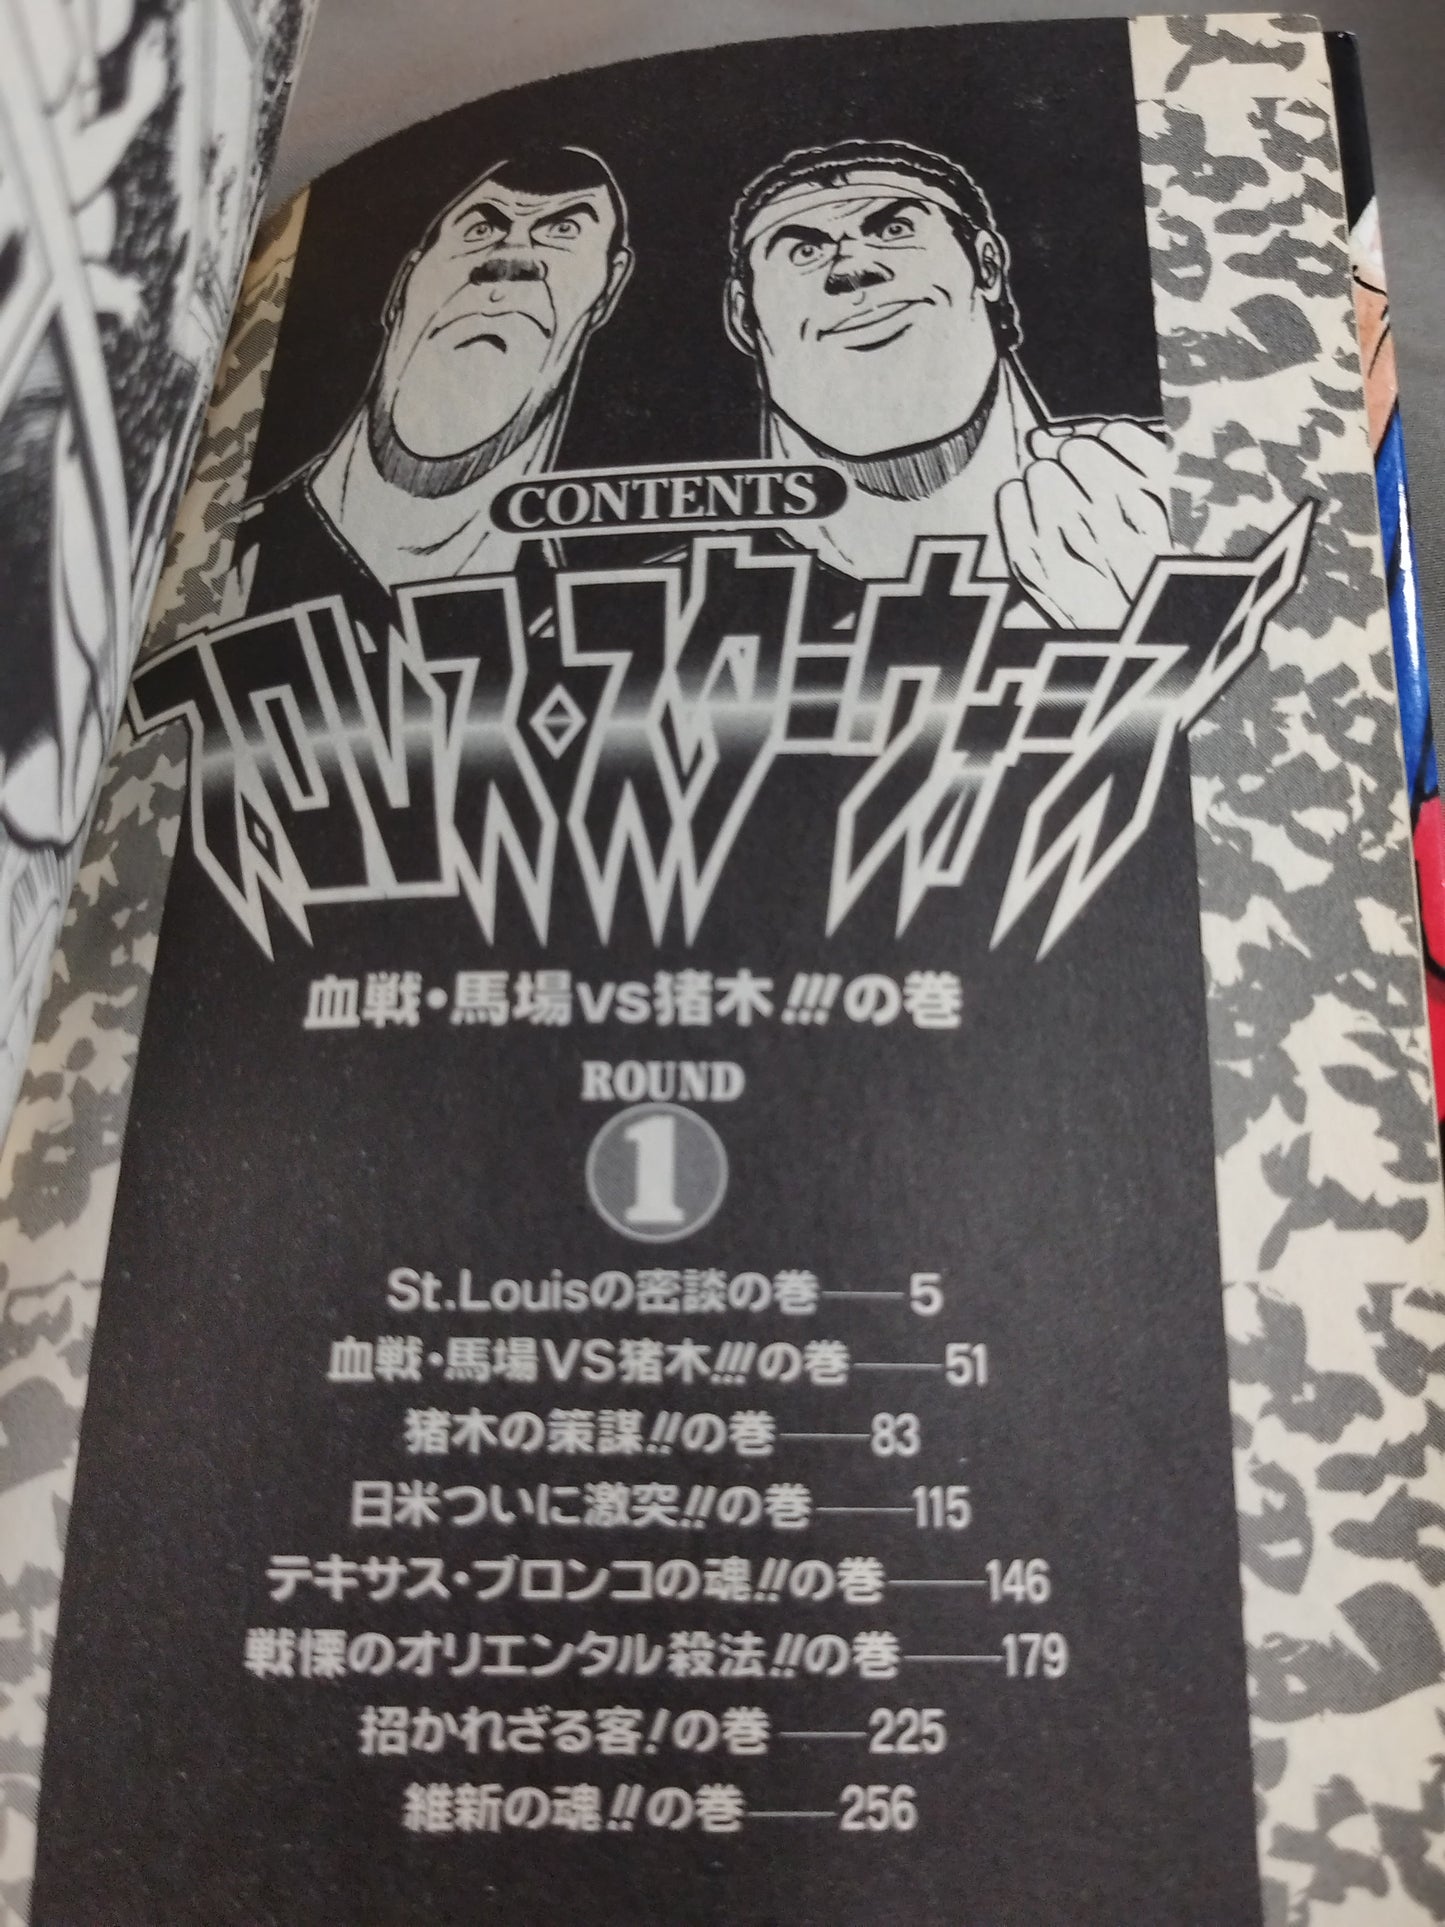 CONTENTS
プロレス・スターウォーズ
血戦・馬場vs猪木!!!の巻
ROUND
1
St.Louisの密談の巻――5
血戦・馬場VS猪木!!!の巻――51
猪木の策謀!!の巻――83
日米ついに激突!!の巻――115
テキサス・ブロンコの魂!!の巻――146
戦慄のオリエンタル殺法!!の巻――179
招かれざる客!の巻――225
維新の魂!!の巻――256